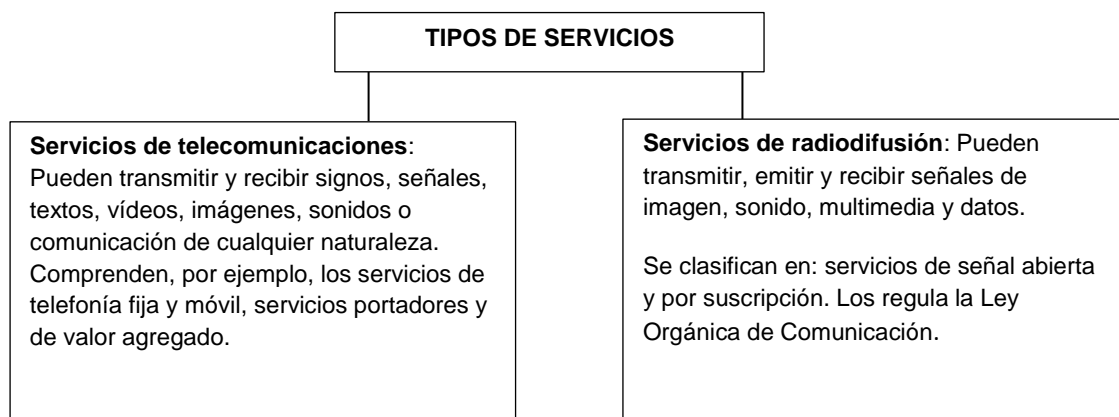 TIPOS DE SERVICIOS
Servicios de telecomunicaciones:
Pueden transmitir y recibir signos, señales,
textos, vídeos, imágenes, sonidos o
comunicación de cualquier naturaleza.
Comprenden, por ejemplo, los servicios de
telefonía fija y móvil, servicios portadores y
de valor agregado.
Servicios de radiodifusión: Pueden
transmitir, emitir y recibir señales de
imagen, sonido, multimedia y datos.
Se clasifican en: servicios de señal abierta
y por suscripción. Los regula la Ley
Orgánica de Comunicación.